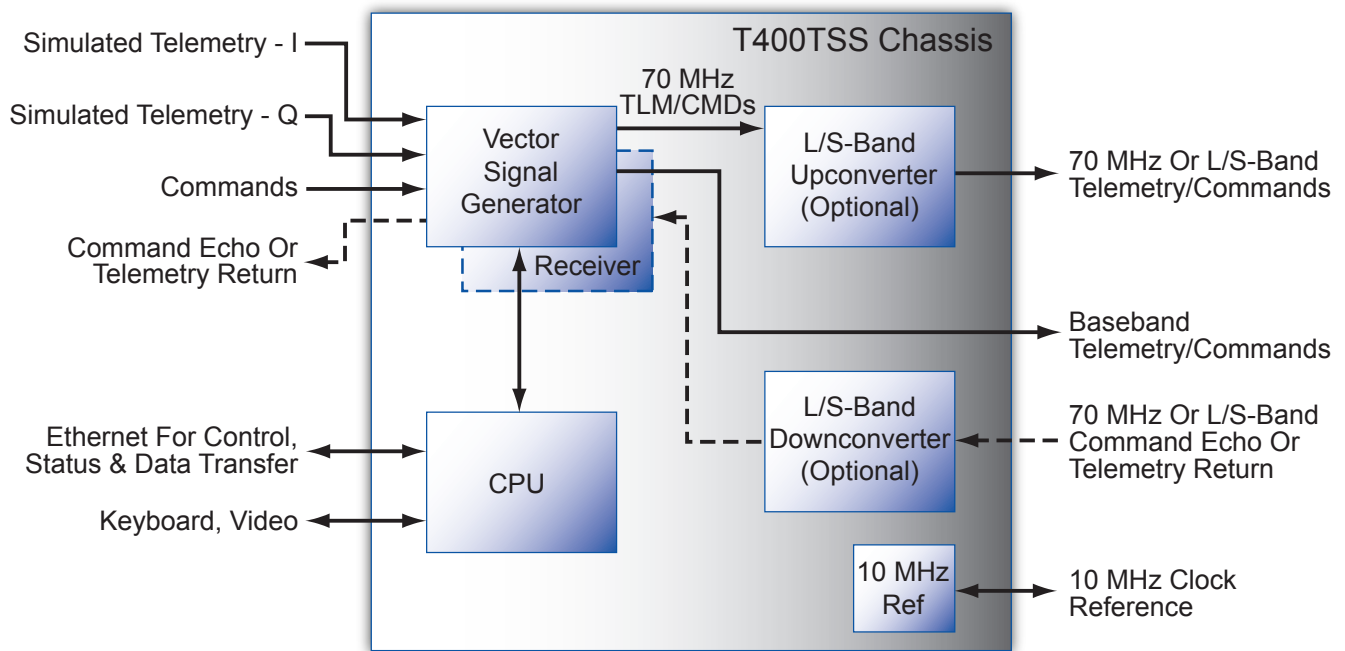 T400TSS Chassis
Simulated Telemetry - I
Simulated Telemetry - Q
Commands
Command Echo Or
Telemetry Return
Vector
Signal
Generator
Receiver
70 MHz
TLM/CMDs
L/S-Band
Upconverter
(Optional)
70 MHz Or L/S-Band
Telemetry/Commands
Baseband
Telemetry/Commands
Ethernet For Control,
Status & Data Transfer
Keyboard, Video
CPU
L/S-Band
Downconverter
(Optional)
70 MHz Or L/S-Band
Command Echo Or
Telemetry Return
10 MHz
Ref
10 MHz Clock
Reference